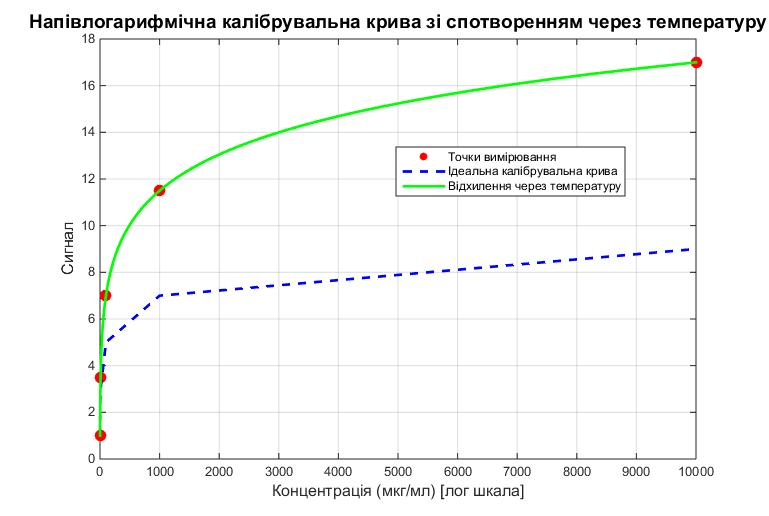 Напівлогарифмічна калібрувальна крива зі спотворенням через температуру
18
16
14
12
10
8
6
4
2
0
Сигнал
Точки вимірювання
Ідеальна калібрувальна крива
Відхилення через температуру
0 1000 2000 3000 4000 5000 6000 7000 8000 9000 10000
Концентрація (мкг/мл) [лог шкала]